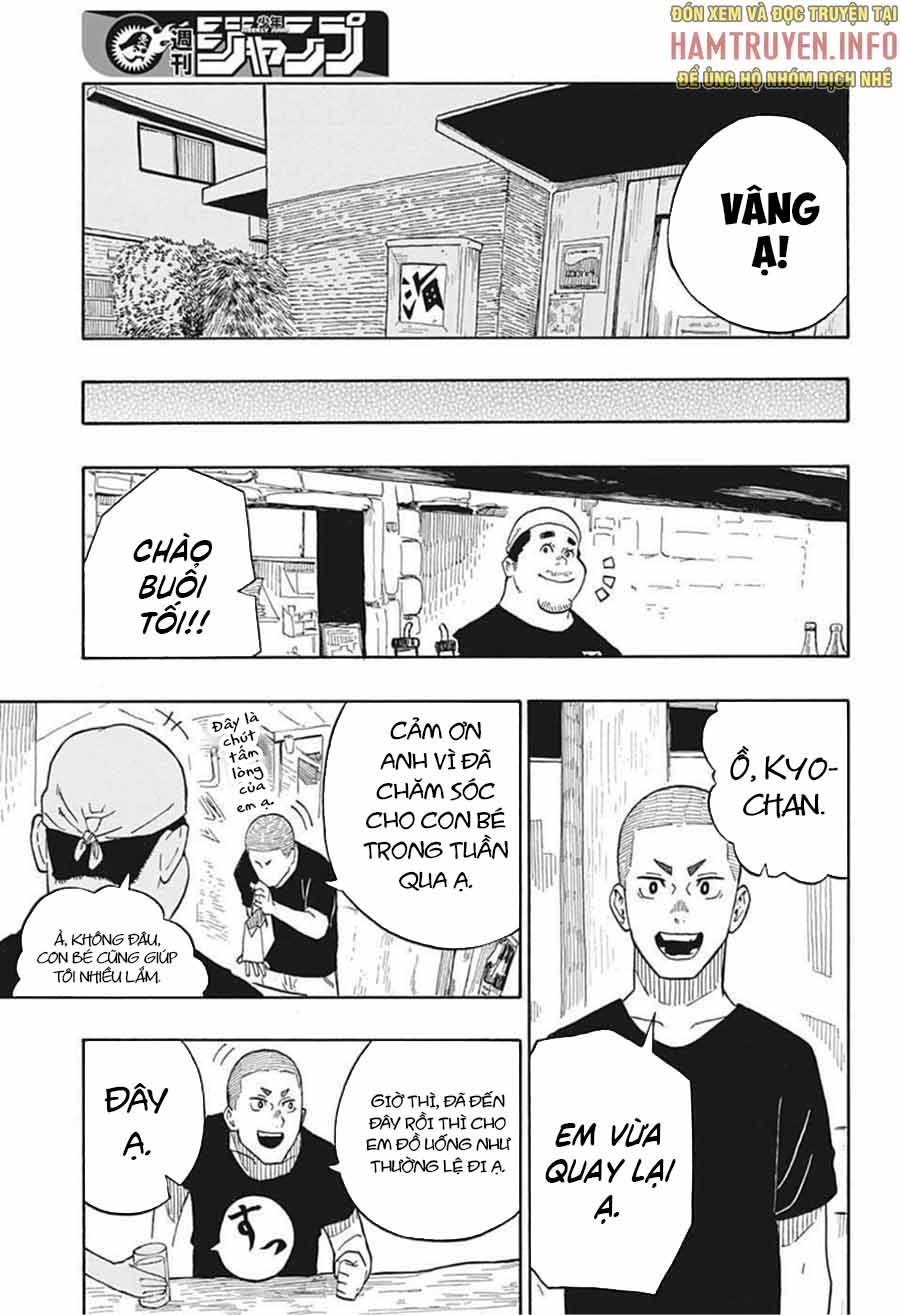 週刊
少年
ジャンプ
ĐÓN XEM VÀ ĐỌC TRUYỆN TẠI
HAMTRUYEN.INFO
ĐỂ ỦNG HỘ NHÓM DỊCH NHÉ
VÂNG
Ạ!
CHÀO
BUỔI
TỐI!!
Ồ, KYO-
CHAN.
EM VỪA
QUAY LẠI
Ạ.
CẢM ƠN
ANH VÌ ĐÃ
CHĂM SÓC
CHO CON BÉ
TRONG TUẦN
QUA Ạ.
Đây là
chút
tấm
lòng
của
em ạ.
Ả, KHÔNG ĐÂU,
CON BÉ CŨNG GIÚP
TÔI NHIỀU LẮM.
GIỜ THÌ, ĐÃ ĐẾN
ĐÂY RỒI THÌ CHO
EM ĐỒ UỐNG NHƯ
THƯỜNG LỆ ĐI Ạ.
ĐÂY
Ạ.
すっ